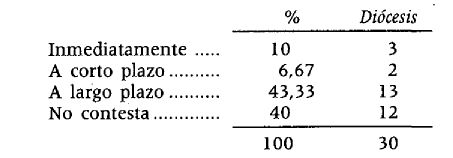 % Diócesis
Inmediatamente ..... 10 3
A corto plazo.......... 6,67 2
A largo plazo .......... 43,33 13
No contesta............. 40 12
100 30